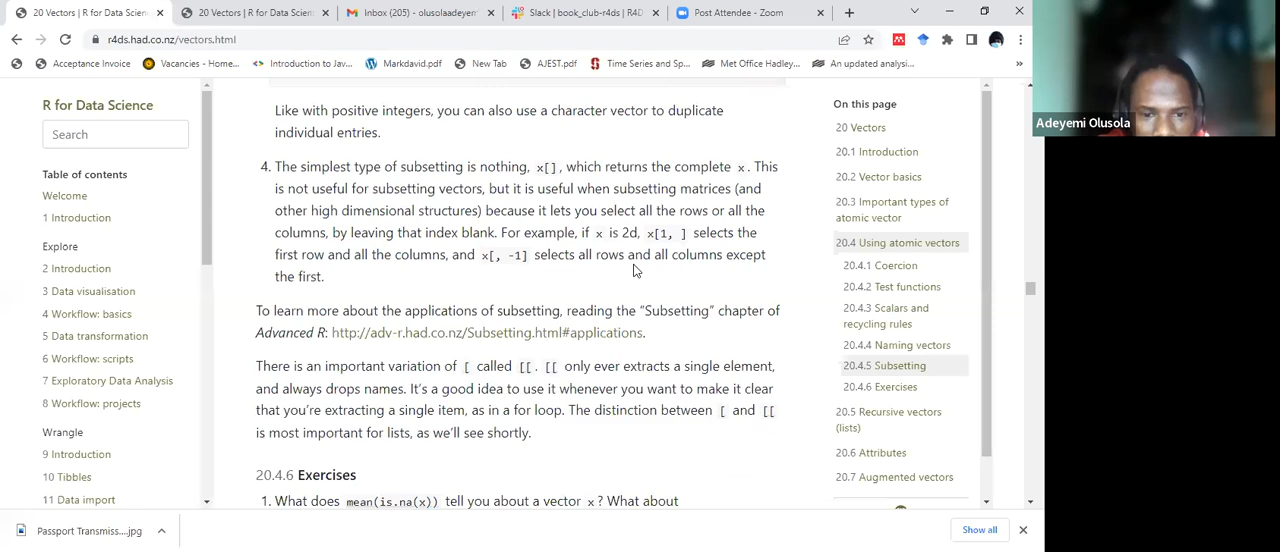 20 Vectors | R for Data Science
20 Vectors | R for Data Science
Inbox (205) - olusolaadeyem
Slack | book_club-r4ds | R4D
Post Attendee - Zoom
r4ds.had.co.nz/vectors.html
Acceptance Invoice
Vacancies - Home...
Introduction to Jav...
Markdavid.pdf
New Tab
AJEST.pdf
Time Series and Sp...
Met Office Hadley...
An updated analysi...
R for Data Science
Search
Table of contents
Welcome
1 Introduction
Explore
2 Introduction
3 Data visualisation
4 Workflow: basics
5 Data transformation
6 Workflow: scripts
7 Exploratory Data Analysis
8 Workflow: projects
Wrangle
9 Introduction
10 Tibbles
11 Data import
Like with positive integers, you can also use a character vector to duplicate
individual entries.
4. The simplest type of subsetting is nothing, x[], which returns the complete x. This
is not useful for subsetting vectors, but it is useful when subsetting matrices (and
other high dimensional structures) because it lets you select all the rows or all the
columns, by leaving that index blank. For example, if x is 2d, x[1, ] selects the
first row and all the columns, and x[, -1] selects all rows and all columns except
the first.
To learn more about the applications of subsetting, reading the “Subsetting” chapter of
Advanced R: http://adv-r.had.co.nz/Subsetting.html#applications.
There is an important variation of [ called [[. [[ only ever extracts a single element,
and always drops names. It’s a good idea to use it whenever you want to make it clear
that you’re extracting a single item, as in a for loop. The distinction between [ and [[
is most important for lists, as we’ll see shortly.
20.4.6 Exercises
1. What does mean(is.na(x)) tell you about a vector x? What about
On this page
20 Vectors
20.1 Introduction
20.2 Vector basics
20.3 Important types of
atomic vector
20.4 Using atomic vectors
20.4.1 Coercion
20.4.2 Test functions
20.4.3 Scalars and
recycling rules
20.4.4 Naming vectors
20.4.5 Subsetting
20.4.6 Exercises
20.5 Recursive vectors
(lists)
20.6 Attributes
20.7 Augmented vectors
Adeyemi Olusola
Passport Transmiss....jpg
Show all